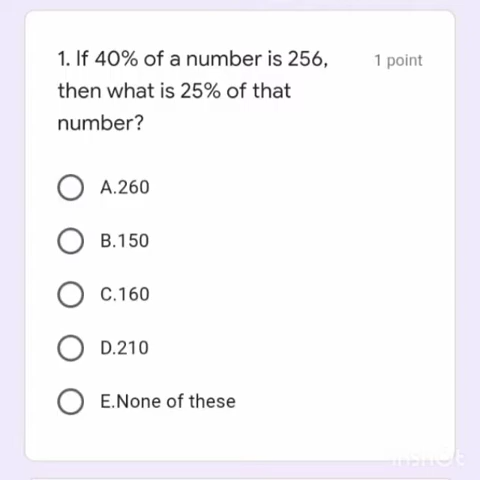 1. If 40% of a number is 256,
1 point
then what is 25% of that
number?
A.260
B.150
C.160
D.210
E.None of these